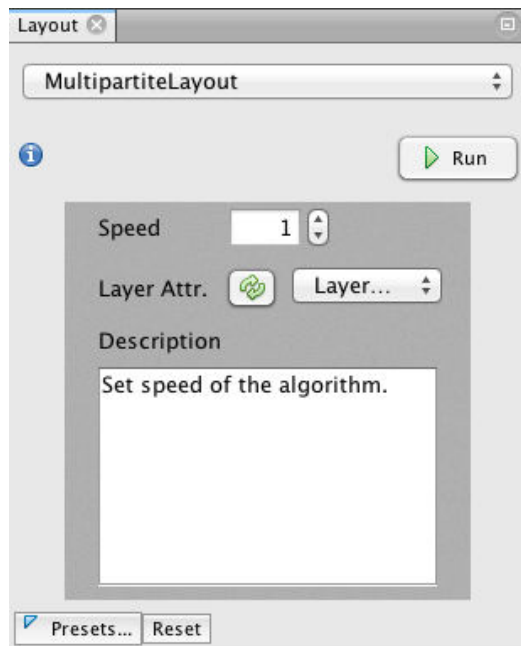 Layout
MultipartiteLayout
Run
Speed 1
Layer Attr. Layer...
Description
Set speed of the algorithm.
Presets... Reset